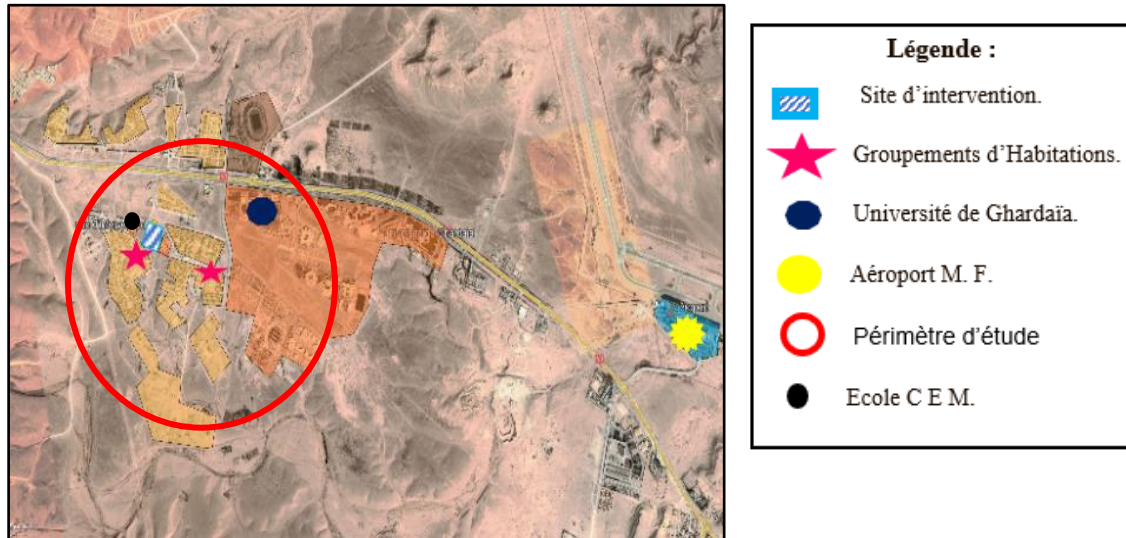 Légende :
Site d’intervention.
Groupements d’Habitations.
Université de Ghardaïa.
Aéroport M. F.
Périmètre d’étude
Ecole C E M.